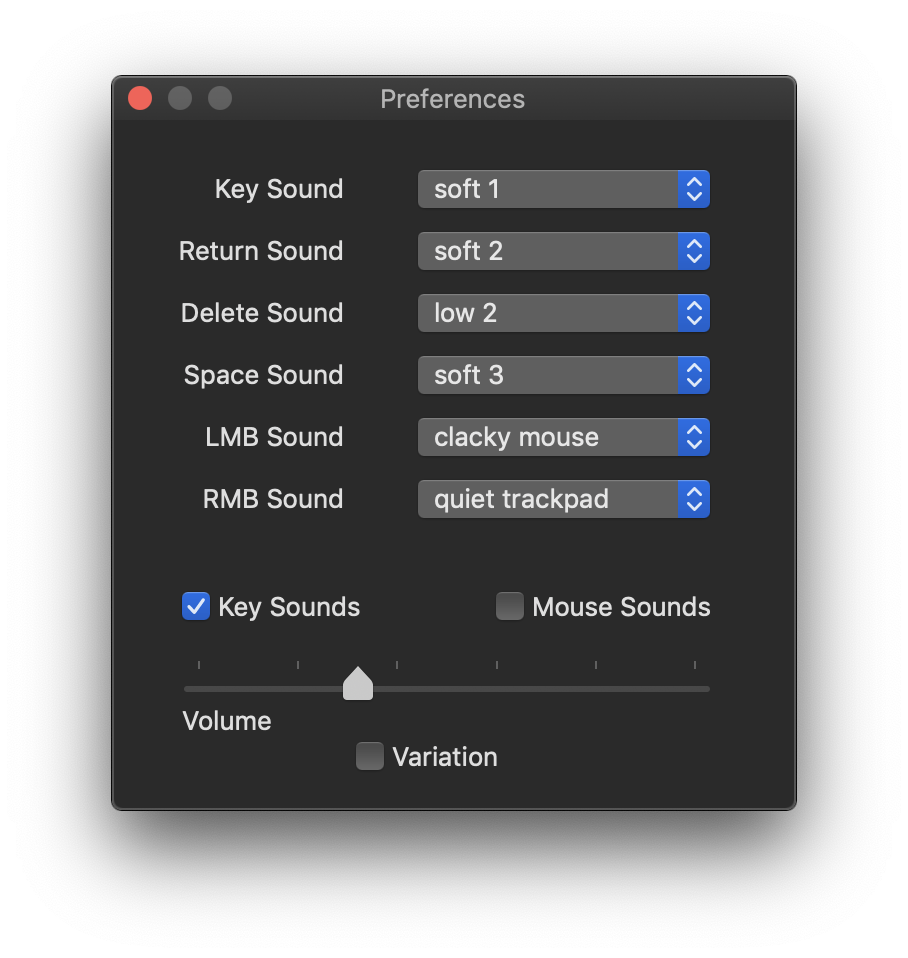 Preferences
Key Sound soft 1
Return Sound soft 2
Delete Sound low 2
Space Sound soft 3
LMB Sound clacky mouse
RMB Sound quiet trackpad
Key Sounds Mouse Sounds
Volume
Variation